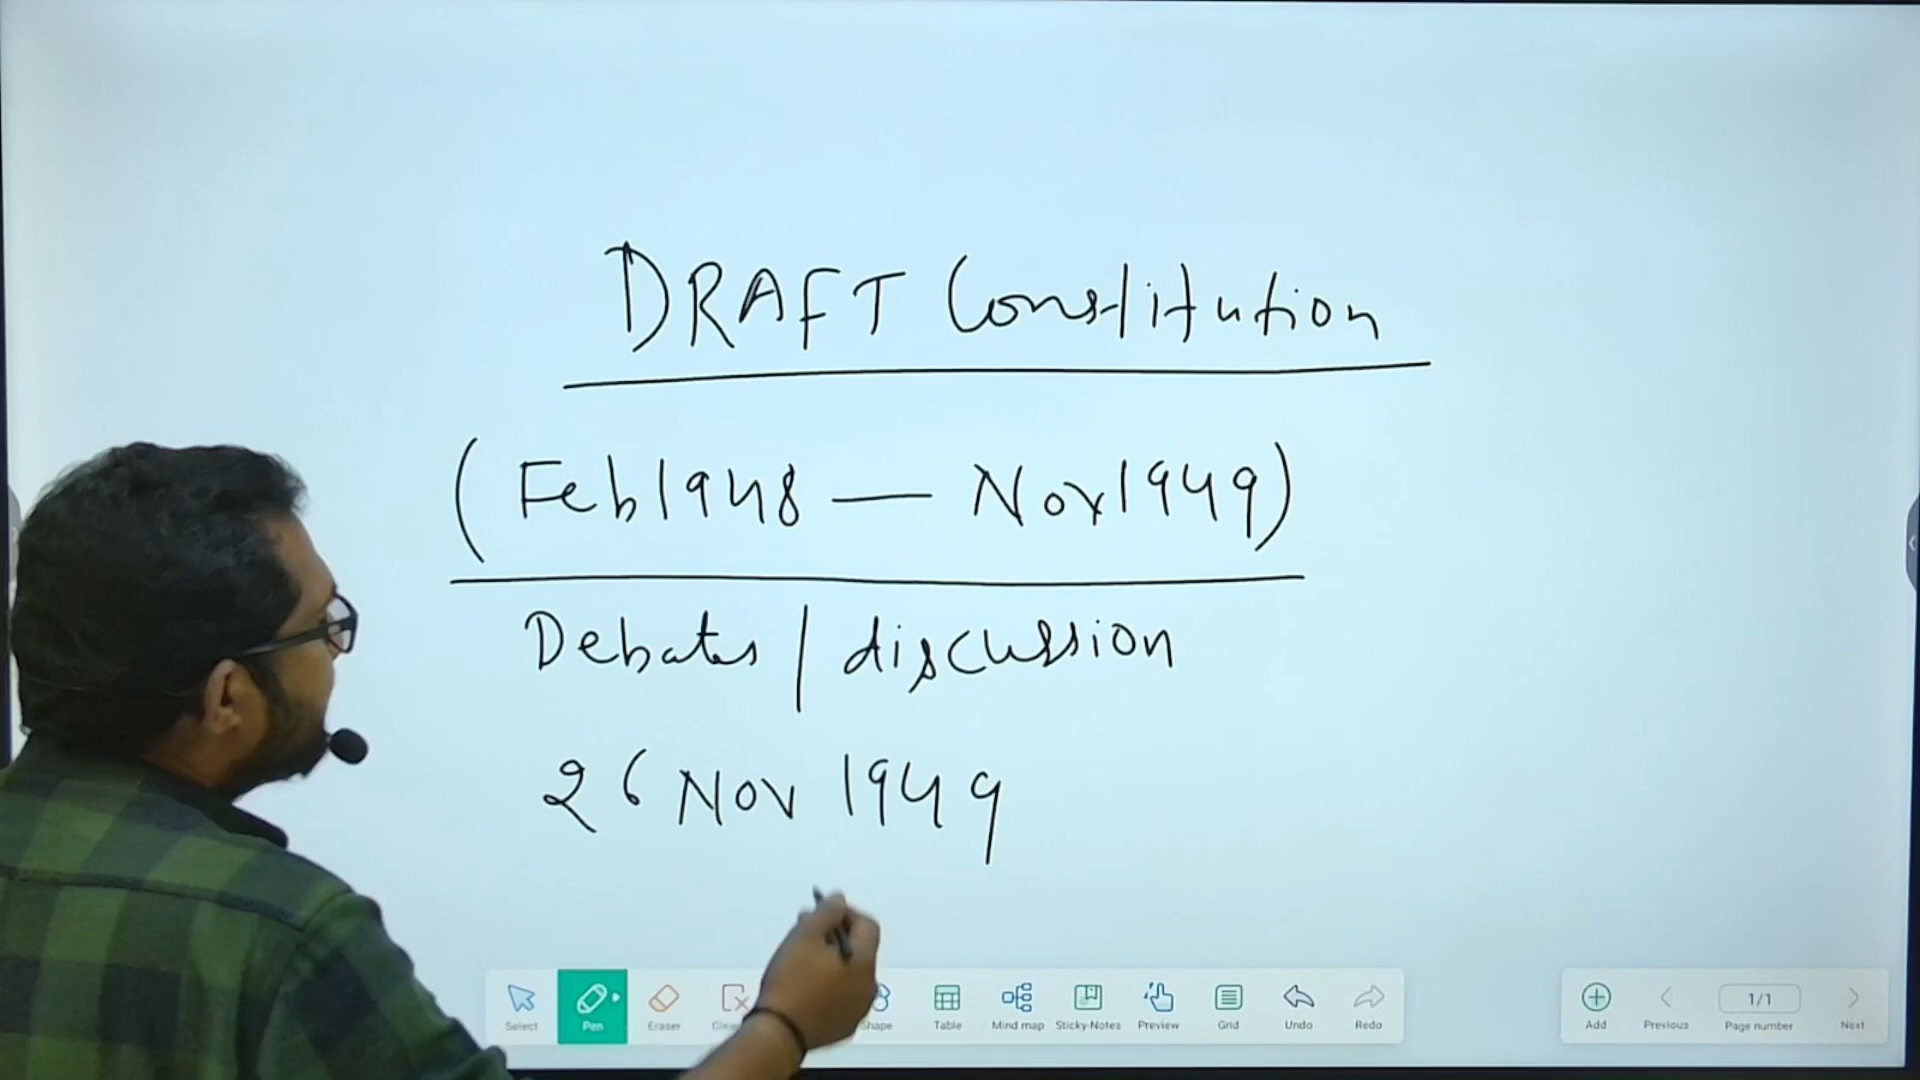 DRAFT Constitution
(Feb 1948 — Nov 1949)
Debates / discussion
26 Nov 1949
Select Pen Eraser Shape Table Mind map Sticky-Notes Preview Grid Undo Redo
Add Previous 1/1 Page number Next